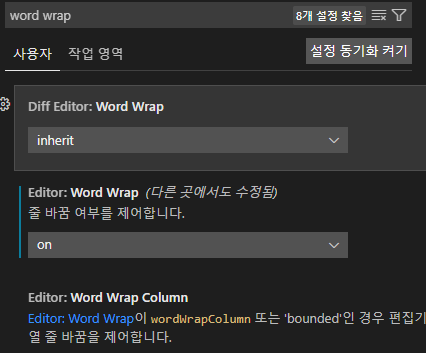 word wrap
8개 설정 찾음
사용자 작업 영역
설정 동기화 켜기
Diff Editor: Word Wrap
inherit
Editor: Word Wrap (다른 곳에서도 수정됨)
줄 바꿈 여부를 제어합니다.
on
Editor: Word Wrap Column
Editor: Word Wrap이 wordWrapColumn 또는 'bounded'인 경우 편집기
열 줄 바꿈을 제어합니다.